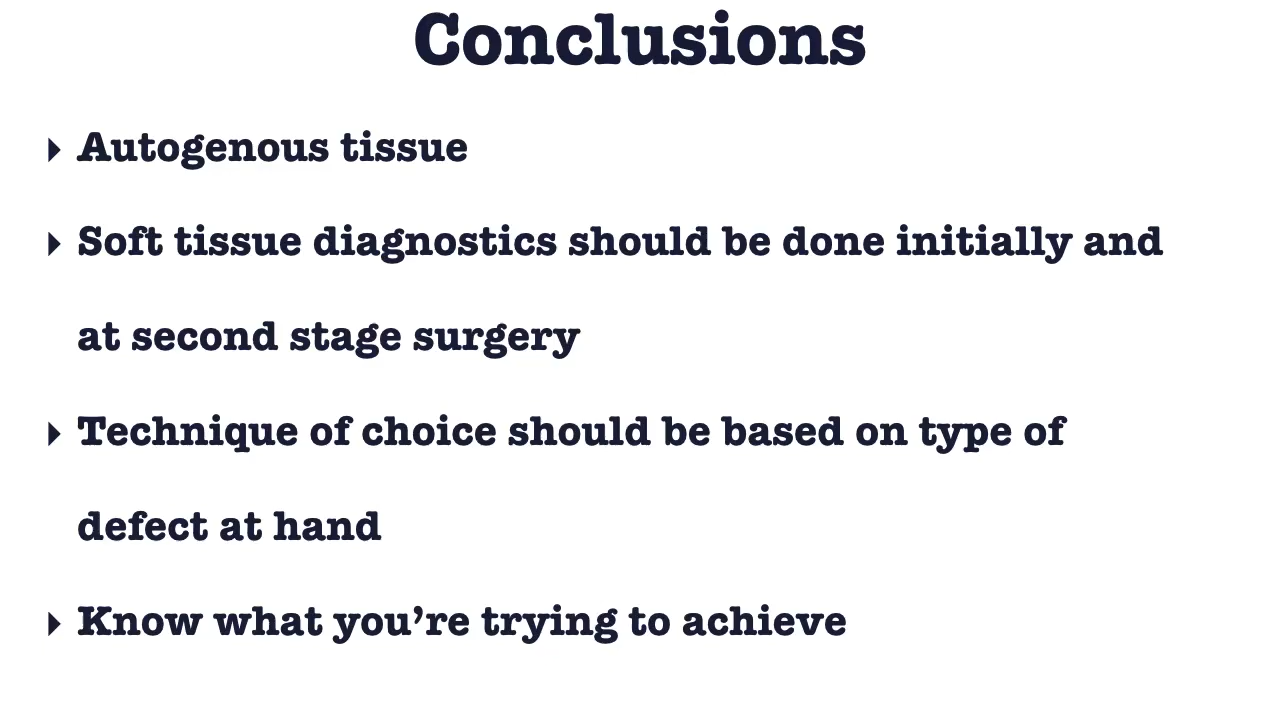 Conclusions
‣ Autogenous tissue
‣ Soft tissue diagnostics should be done initially and
at second stage surgery
‣ Technique of choice should be based on type of
defect at hand
‣ Know what you’re trying to achieve